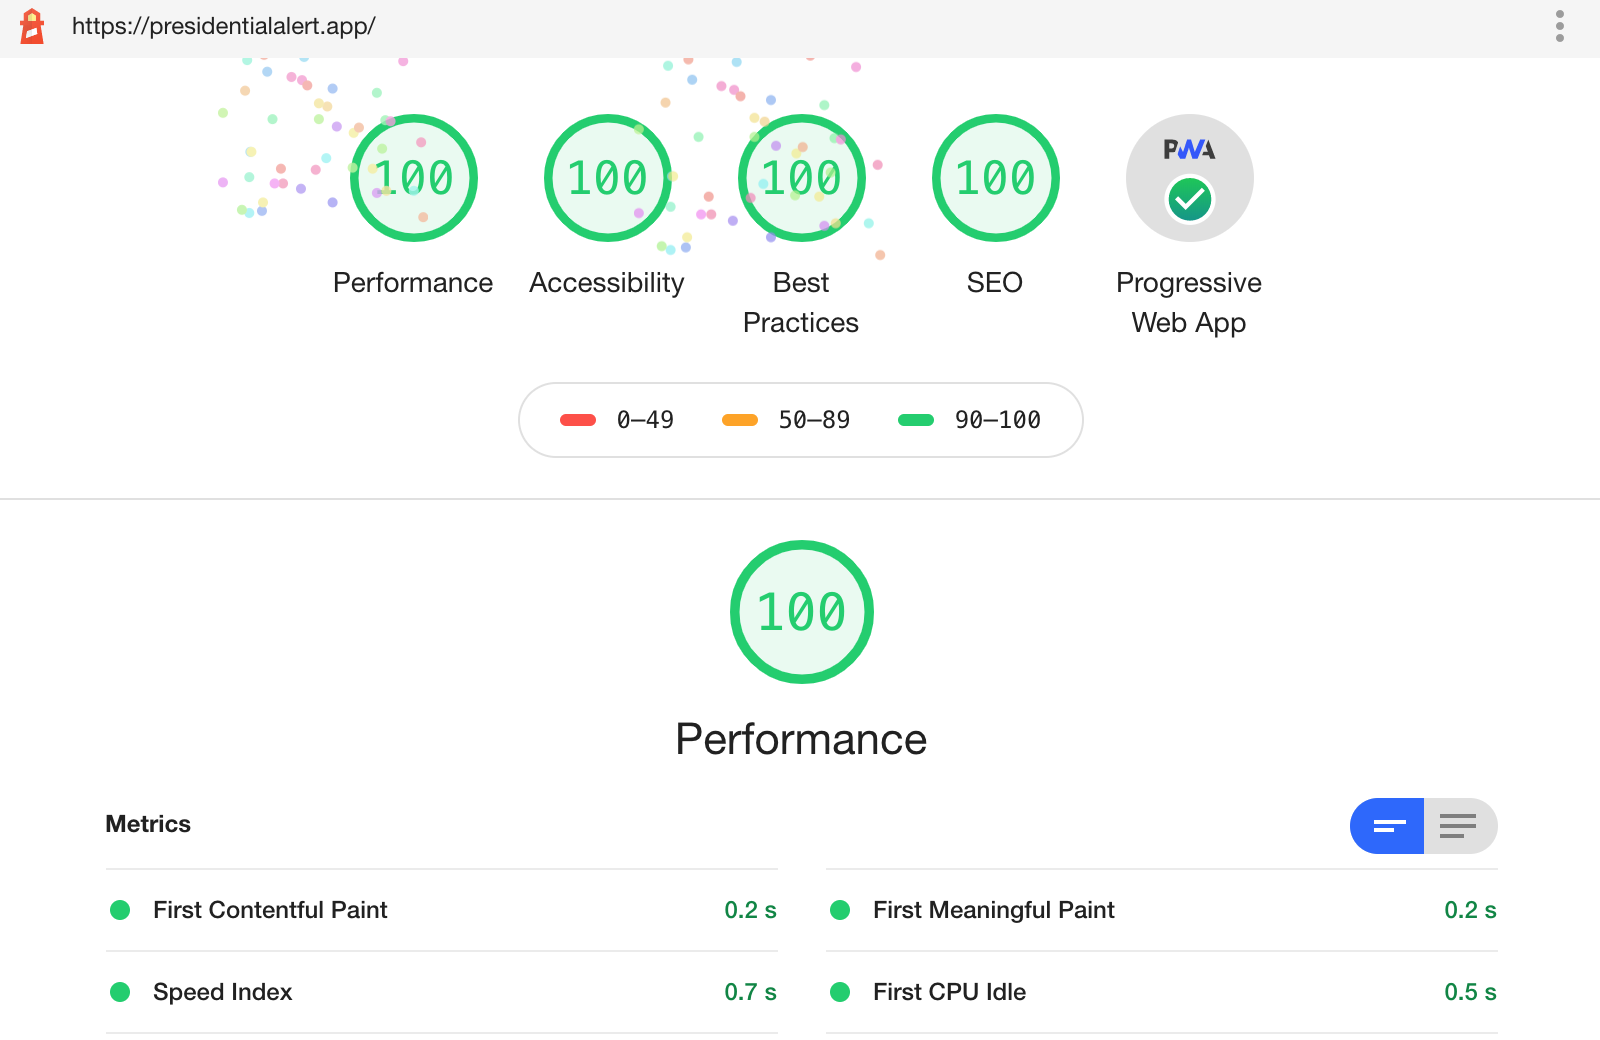 https://presidentialalert.app/
100 100 100 100 PWA
Performance Accessibility Best Practices SEO Progressive Web App
0–49 50–89 90–100
100
Performance
Metrics
First Contentful Paint 0.2 s First Meaningful Paint 0.2 s
Speed Index 0.7 s First CPU Idle 0.5 s